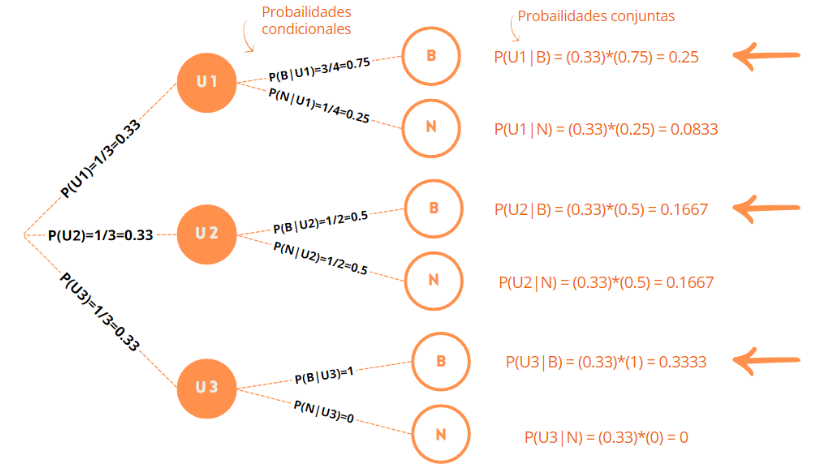 Probailidades
condicionales
Probailidades conjuntas
U 1
P(B|U1)=3/4=0.75
B
P(U1|B) = (0.33)*(0.75) = 0.25
P(N|U1)=1/4=0.25
N
P(U1|N) = (0.33)*(0.25) = 0.0833
P(U1)=1/3=0.33
P(U2)=1/3=0.33
U 2
P(B|U2)=1/2=0.5
B
P(U2|B) = (0.33)*(0.5) = 0.1667
P(N|U2)=1/2=0.5
N
P(U2|N) = (0.33)*(0.5) = 0.1667
P(U3)=1/3=0.33
U 3
P(B|U3)=1
B
P(U3|B) = (0.33)*(1) = 0.3333
P(N|U3)=0
N
P(U3|N) = (0.33)*(0) = 0